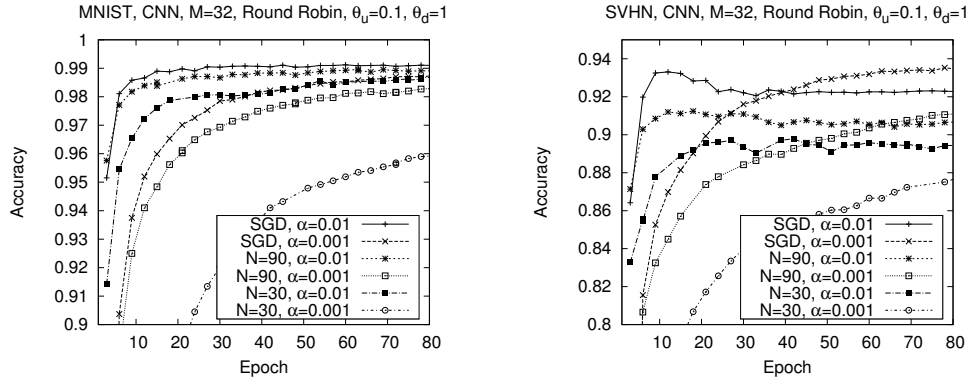 MNIST, CNN, M=32, Round Robin, θu=0.1, θd=1
1
0.99
0.98
0.97
0.96
0.95
0.94
0.93
0.92
0.91
0.9
Accuracy
SGD, α=0.01
SGD, α=0.001
N=90, α=0.01
N=90, α=0.001
N=30, α=0.01
N=30, α=0.001
10 20 30 40 50 60 70 80
Epoch
SVHN, CNN, M=32, Round Robin, θu=0.1, θd=1
0.94
0.92
0.9
0.88
0.86
0.84
0.82
0.8
Accuracy
SGD, α=0.01
SGD, α=0.001
N=90, α=0.01
N=90, α=0.001
N=30, α=0.01
N=30, α=0.001
10 20 30 40 50 60 70 80
Epoch